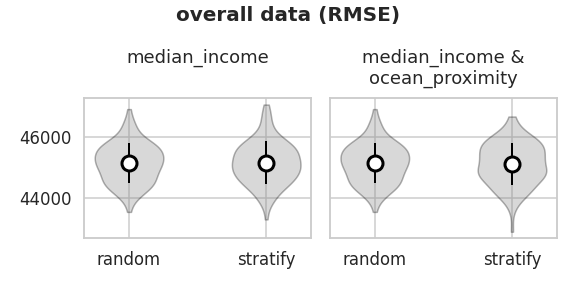 overall data (RMSE)
median_income
median_income &
ocean_proximity
46000
44000
random
stratify
random
stratify